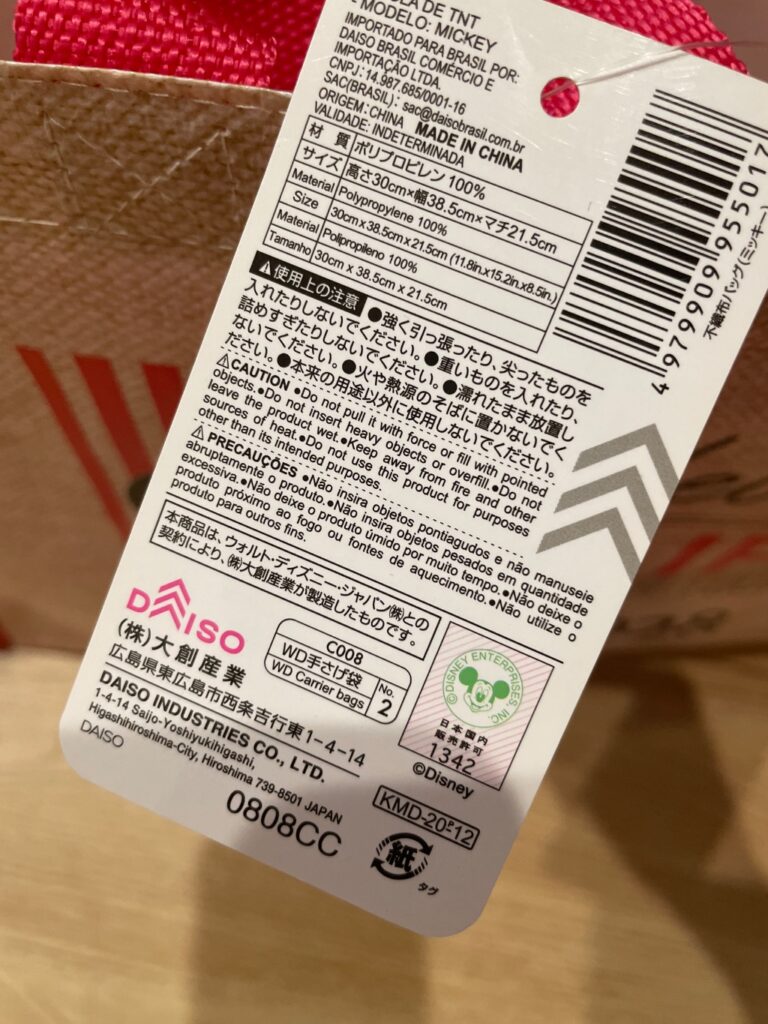 OLA DE TNT
MODELO: MICKEY
IMPORTADO PARA BRASIL POR:
DAISO BRASIL COMÉRCIO E
IMPORTAÇÃO LTDA.
CNPJ: 14.987.685/0001-16
SAC(BRASIL): sac@daisobrasil.com.br
ORIGEM: CHINA MADE IN CHINA
VALIDADE: INDETERMINADA
材質 ポリプロピレン 100%
サイズ 高さ30cm×幅38.5cm×マチ21.5cm
Material Polypropylene 100%
Size 30cm x 38.5cm x 21.5cm (11.8in.x15.2in.x8.5in.)
Material Polipropileno 100%
Tamanho 30cm x 38.5cm x 21.5cm
4 979909 955017
不織布バッグ(ミッキー)
⚠使用上の注意 ●強く引っ張ったり、尖ったものを
入れたりしないでください。●重いものを入れたり、
詰めすぎたりしないでください。●濡れたまま放置し
ないでください。●火や熱源のそばに置かないでく
ださい。●本来の用途以外に使用しないでください。
⚠CAUTION ●Do not pull it with force or fill with pointed
objects.●Do not insert heavy objects or overfill.●Do not
leave the product wet.●Keep away from fire and other
sources of heat.●Do not use this product for purposes
other than its intended purposes.
⚠ PRECAUÇÕES ●Não insira objetos pontiagudos e não manuseie
abruptamente o produto.●Não insira objetos pesados em quantidade
excessiva.●Não deixe o produto úmido por muito tempo.●Não deixe o
produto próximo ao fogo ou fontes de aquecimento.●Não utilize o
produto para outros fins.
本商品は、ウォルト・ディズニー・ジャパン㈱との
契約により、㈱大創産業が製造したものです。
DAISO
(株)大創産業
広島県東広島市西条吉行東1-4-14
DAISO INDUSTRIES CO., LTD.
1-4-14 Saijo-Yoshiyukihigashi,
Higashihiroshima-City, Hiroshima 739-8501 JAPAN
DAISO
0808CC
C008
WD手さげ袋
WD Carrier bags
No.
2
©DISNEY ENTERPRISES, INC.
日本国内
販売許可
1342
©Disney
KMD-20P12
紙
タグ